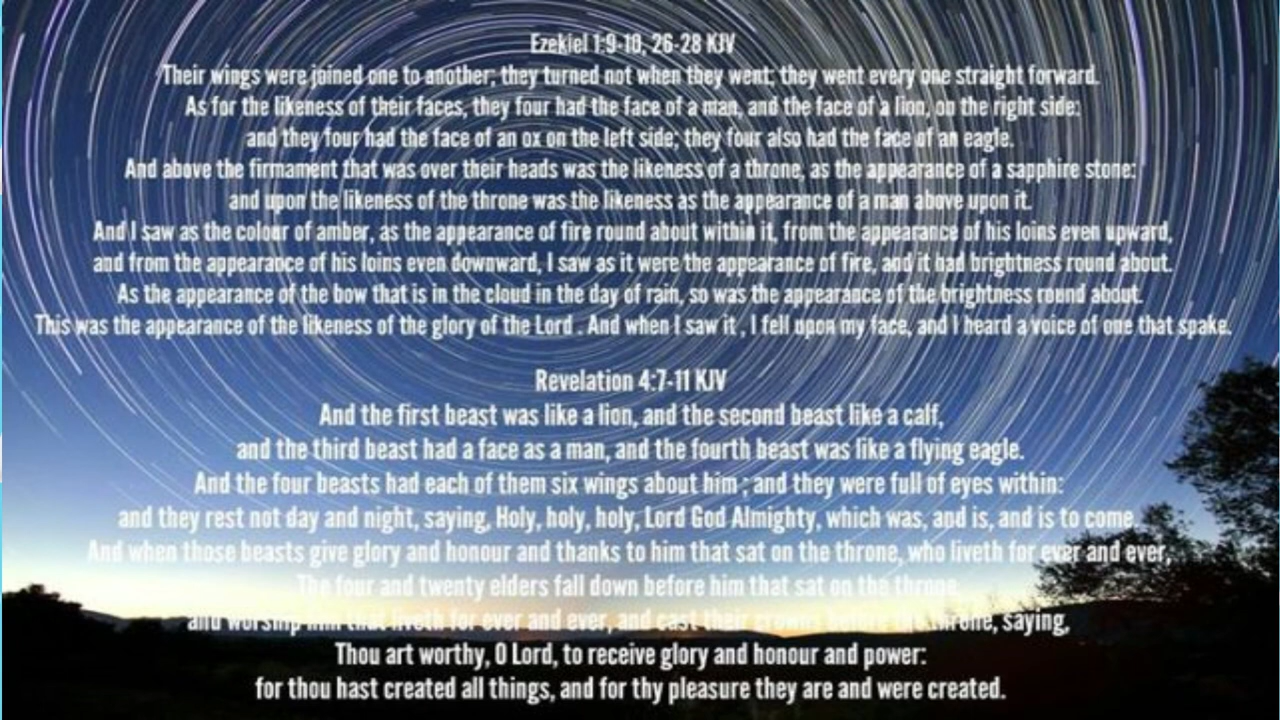 Ezekiel 1:9-10, 26-28 KJV
Their wings were joined one to another; they turned not when they went; they went every one straight forward.
As for the likeness of their faces, they four had the face of a man, and the face of a lion, on the right side:
and they four had the face of an ox on the left side; they four also had the face of an eagle.
And above the firmament that was over their heads was the likeness of a throne, as the appearance of a sapphire stone:
and upon the likeness of the throne was the likeness as the appearance of a man above upon it.
And I saw as the colour of amber, as the appearance of fire round about within it, from the appearance of his loins even upward,
and from the appearance of his loins even downward, I saw as it were the appearance of fire, and it had brightness round about.
As the appearance of the bow that is in the cloud in the day of rain, so was the appearance of the brightness round about.
This was the appearance of the likeness of the glory of the Lord . And when I saw it , I fell upon my face, and I heard a voice of one that spake.
Revelation 4:7-11 KJV
And the first beast was like a lion, and the second beast like a calf,
and the third beast had a face as a man, and the fourth beast was like a flying eagle.
And the four beasts had each of them six wings about him ; and they were full of eyes within:
and they rest not day and night, saying, Holy, holy, holy, Lord God Almighty, which was, and is, and is to come.
And when those beasts give glory and honour and thanks to him that sat on the throne, who liveth for ever and ever,
The four and twenty elders fall down before him that sat on the throne,
and worship him that liveth for ever and ever, and cast their crowns before the throne, saying,
Thou art worthy, O Lord, to receive glory and honour and power:
for thou hast created all things, and for thy pleasure they are and were created.